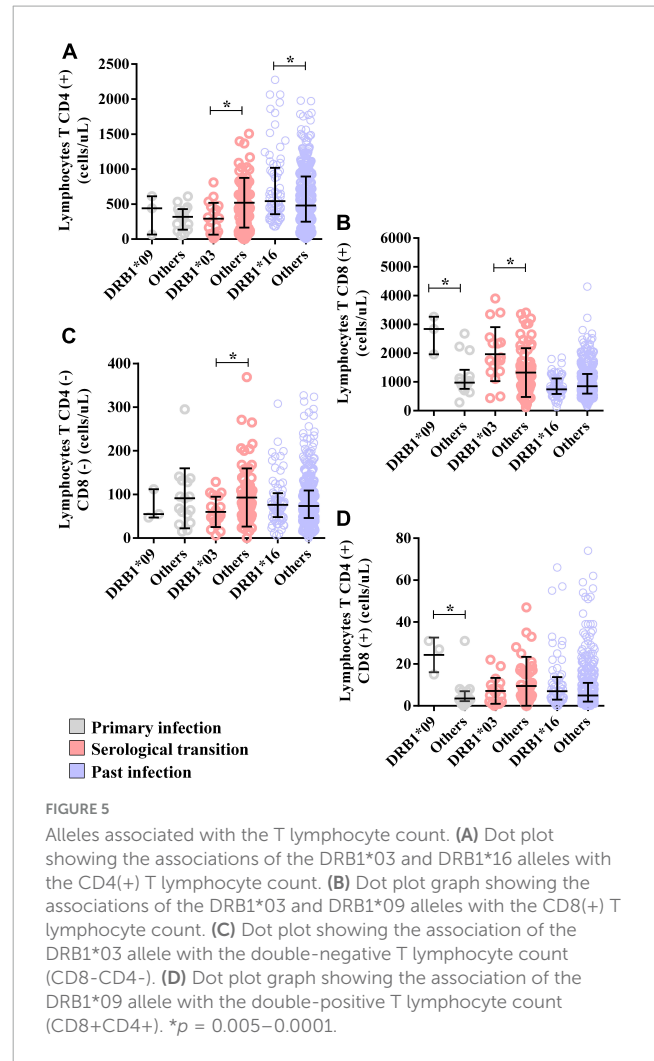 A
Lymphocytes T CD4 (+)
(cells/uL)
2500
2000
1500
1000
500
0
*
*
DRB1*09
Others
DRB1*03
Others
DRB1*16
Others
B
Lymphocytes T CD8 (+)
(cells/uL)
6000
5000
4000
3000
2000
1000
0
*
*
DRB1*09
Others
DRB1*03
Others
DRB1*16
Others
C
Lymphocytes T CD4 (-)
CD8 (-) (cells/uL)
400
300
200
100
0
*
DRB1*09
Others
DRB1*03
Others
DRB1*16
Others
D
Lymphocytes T CD4 (+)
CD8 (+) (cells/uL)
80
60
40
20
0
*
DRB1*09
Others
DRB1*03
Others
DRB1*16
Others
Primary infection
Serological transition
Past infection
FIGURE 5
Alleles associated with the T lymphocyte count. (A) Dot plot
showing the associations of the DRB1*03 and DRB1*16 alleles with
the CD4(+) T lymphocyte count. (B) Dot plot graph showing the
associations of the DRB1*03 and DRB1*09 alleles with the CD8(+) T
lymphocyte count. (C) Dot plot showing the association of the
DRB1*03 allele with the double-negative T lymphocyte count
(CD8-CD4-). (D) Dot plot graph showing the association of the
DRB1*09 allele with the double-positive T lymphocyte count
(CD8+CD4+). *p = 0.005–0.0001.